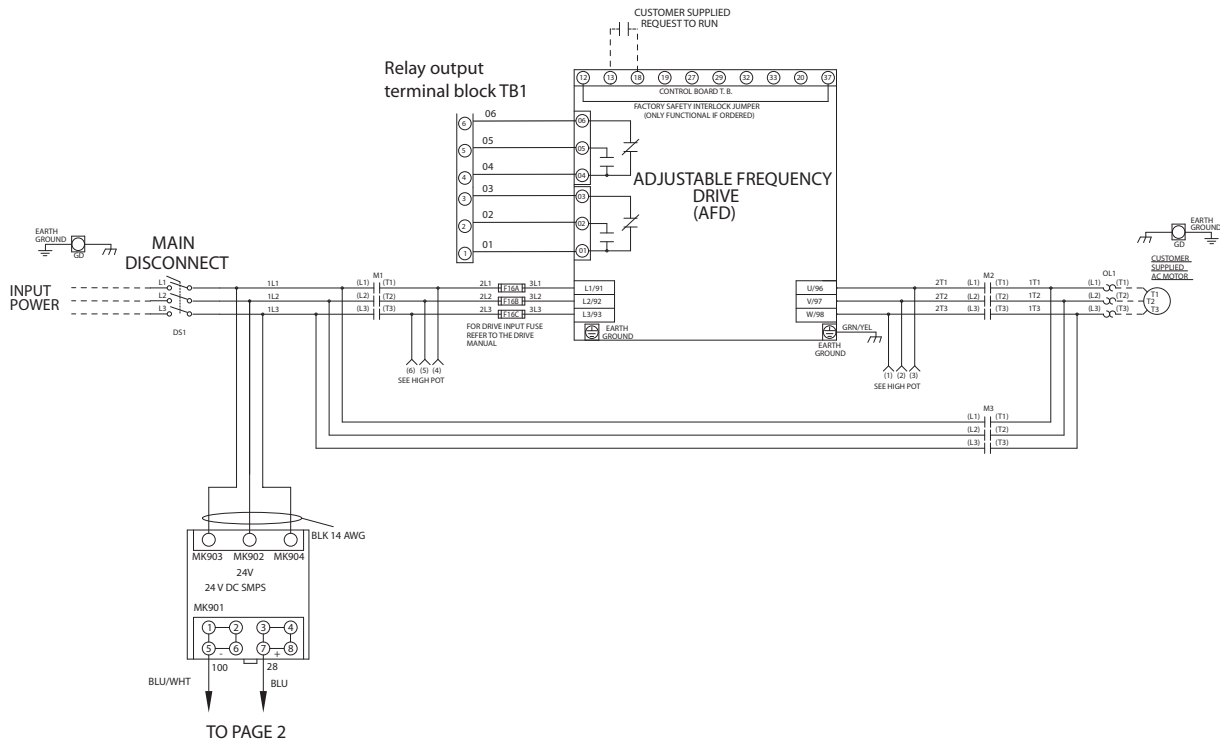 CUSTOMER SUPPLIED
REQUEST TO RUN
12 13 18 19 27 29 32 33 20 37
CONTROL BOARD T. B.
FACTORY SAFETY INTERLOCK JUMPER
(ONLY FUNCTIONAL IF ORDERED)
Relay output
terminal block TB1
6 06 06
5 05 05
4 04 04
3 03 03
2 02 02
1 01 01
ADJUSTABLE FREQUENCY
DRIVE
(AFD)
EARTH
GROUND
GD
MAIN
DISCONNECT
INPUT
POWER
L1
L2
L3
DS1
1L1
1L2
1L3
M1
(L1) (T1)
(L2) (T2)
(L3) (T3)
2L1 F16A 3L1
2L2 F16B 3L2
2L3 F16C 3L3
FOR DRIVE INPUT FUSE
REFER TO THE DRIVE
MANUAL
L1/91
L2/92
L3/93
EARTH
GROUND
(6) (5) (4)
SEE HIGH POT
U/96
V/97
W/98
EARTH
GROUND
GRN/YEL
2T1
2T2
2T3
M2
(L1) (T1)
(L2) (T2)
(L3) (T3)
1T1
1T2
1T3
OL1
(L1) (T1)
(L2) (T2)
(L3) (T3)
T1
T2
T3
EARTH
GROUND
GD
CUSTOMER
SUPPLIED
AC MOTOR
(1) (2) (3)
SEE HIGH POT
M3
(L1) (T1)
(L2) (T2)
(L3) (T3)
BLK 14 AWG
MK903 MK902 MK904
24V
24 V DC SMPS
MK901
1 2 3 4
5 - 6 7 + 8
100 28
BLU/WHT BLU
TO PAGE 2